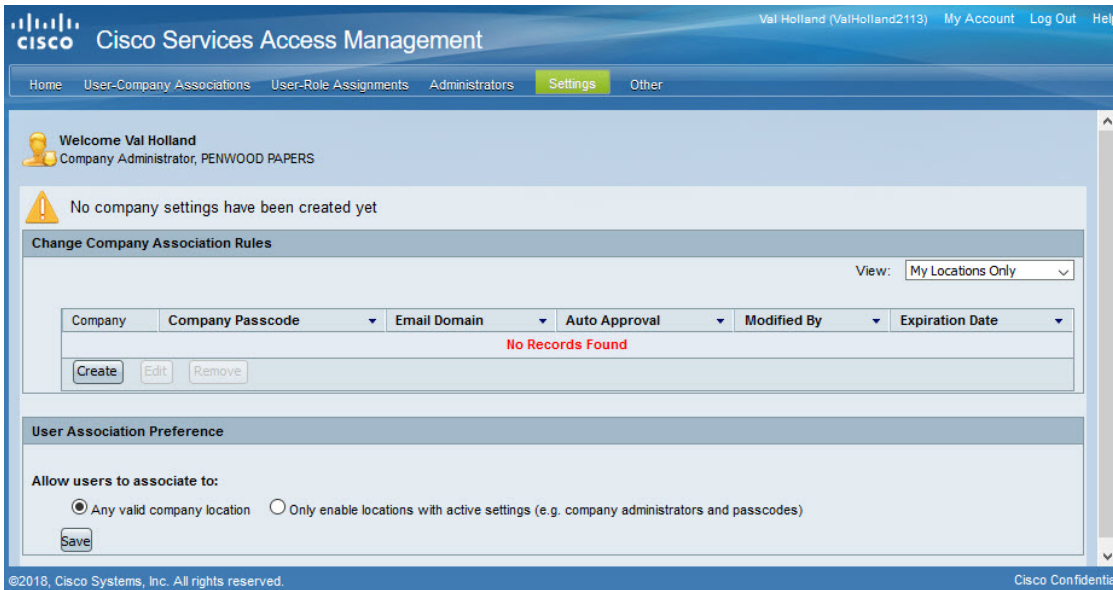 Val Holland (ValHolland2113) My Account Log Out Help
CISCO Cisco Services Access Management
Home User-Company Associations User-Role Assignments Administrators Settings Other
Welcome Val Holland
Company Administrator, PENWOOD PAPERS
No company settings have been created yet
Change Company Association Rules
View: My Locations Only
Company Company Passcode Email Domain Auto Approval Modified By Expiration Date
No Records Found
Create Edit Remove
User Association Preference
Allow users to associate to:
Any valid company location Only enable locations with active settings (e.g. company administrators and passcodes)
Save
©2018, Cisco Systems, Inc. All rights reserved. Cisco Confidentia